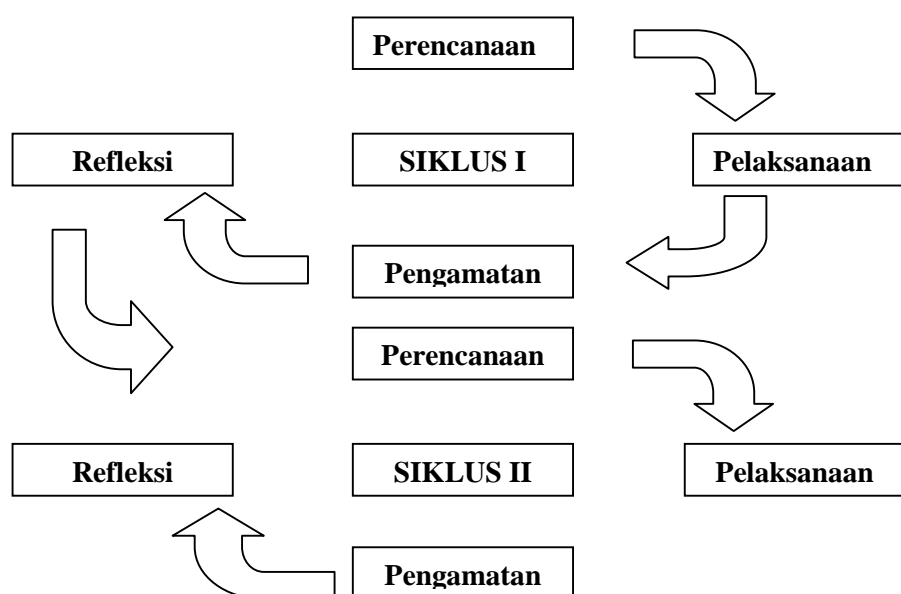 Perencanaan
Refleksi SIKLUS I Pelaksanaan
Pengamatan
Perencanaan
Refleksi SIKLUS II Pelaksanaan
Pengamatan